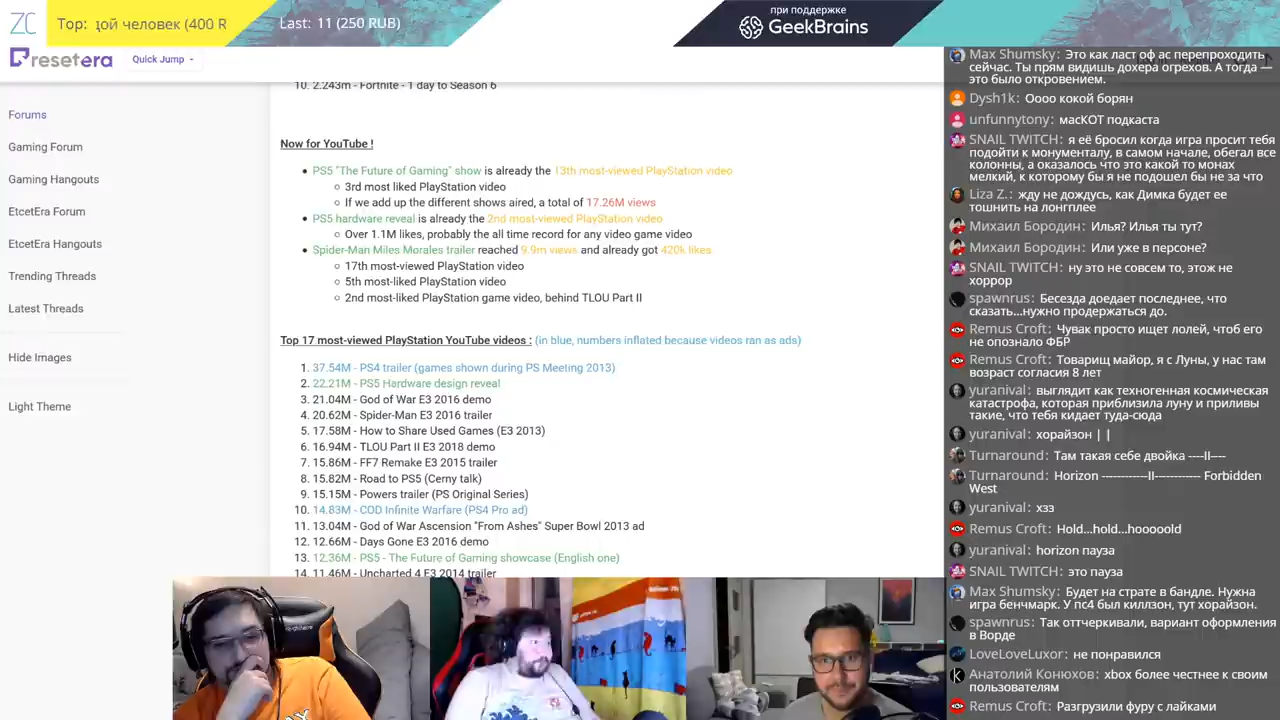 ZC
Top: ой человек (400 R
Last: 11 (250 RUB)
при поддержке
GeekBrains
resetera
Quick Jump
Forums
Gaming Forum
Gaming Hangouts
EtcetEra Forum
EtcetEra Hangouts
Trending Threads
Latest Threads
Hide Images
Light Theme
10. 2.243m - Fortnite - 1 day to Season 6
Now for YouTube !
PS5 "The Future of Gaming" show is already the 13th most-viewed PlayStation video
3rd most liked PlayStation video
If we add up the different shows aired, a total of 17.26M views
PS5 hardware reveal is already the 2nd most-viewed PlayStation video
Over 1.1M likes, probably the all time record for any video game video
Spider-Man Miles Morales trailer reached 9.9m views and already got 420k likes
17th most-viewed PlayStation video
5th most-liked PlayStation video
2nd most-liked PlayStation game video, behind TLOU Part II
Top 17 most-viewed PlayStation YouTube videos : (in blue, numbers inflated because videos ran as ads)
1. 37.54M - PS4 trailer (games shown during PS Meeting 2013)
2. 22.21M - PS5 Hardware design reveal
3. 21.04M - God of War E3 2016 demo
4. 20.62M - Spider-Man E3 2016 trailer
5. 17.58M - How to Share Used Games (E3 2013)
6. 16.94M - TLOU Part II E3 2018 demo
7. 15.86M - FF7 Remake E3 2015 trailer
8. 15.82M - Road to PS5 (Cerny talk)
9. 15.15M - Powers trailer (PS Original Series)
10. 14.83M - COD Infinite Warfare (PS4 Pro ad)
11. 13.04M - God of War Ascension "From Ashes" Super Bowl 2013 ad
12. 12.66M - Days Gone E3 2016 demo
13. 12.36M - PS5 - The Future of Gaming showcase (English one)
14. 11.46M - Uncharted 4 E3 2014 trailer
Max Shumsky: Это как ласт оф ас перепроходить
сейчас. Ты прям видишь дохера огрехов. А тогда —
это было откровением.
Dysh1k: Оооо кокой борян
unfunnytony: масКОТ подкаста
SNAIL TWITCH: я её бросил когда игра просит тебя
подойти к монументалу, в самом начале, обегал все
колонны, а оказалось что это какой то монах
мелкий, к которому бы я не подошел бы не за что
Liza Z.: жду не дождусь, как Димка будет ее
тошнить на лонгплее
Михаил Бородин: Илья? Илья ты тут?
Михаил Бородин: Или уже в персоне?
SNAIL TWITCH: ну это не совсем то, этож не
хоррор
spawnrus: Бесезда доедает последнее, что
сказать...нужно продержаться до.
Remus Croft: Чувак просто ищет лолей, чтоб его
не опознало ФБР
Remus Croft: Товарищ майор, я с Луны, у нас там
возраст согласия 8 лет
yuranival: выглядит как техногенная космическая
катастрофа, которая приблизила луну и приливы
такие, что тебя кидает туда-сюда
yuranival: хорайзон | |
Turnaround: Там такая себе двойка ----II----
Turnaround: Horizon ------------II------------ Forbidden
West
yuranival: хзз
Remus Croft: Hold...hold...hooooold
yuranival: horizon пауза
SNAIL TWITCH: это пауза
Max Shumsky: Будет на страте в бандле. Нужна
игра бенчмарк. У пс4 был киллзон, тут хорайзон.
spawnrus: Так оттчеркивали, вариант оформления
в Ворде
LoveLoveLuxor: не понравился
Анатолий Конюхов: xbox более честнее к своим
пользователям
Remus Croft: Разгрузили фуру с лайками